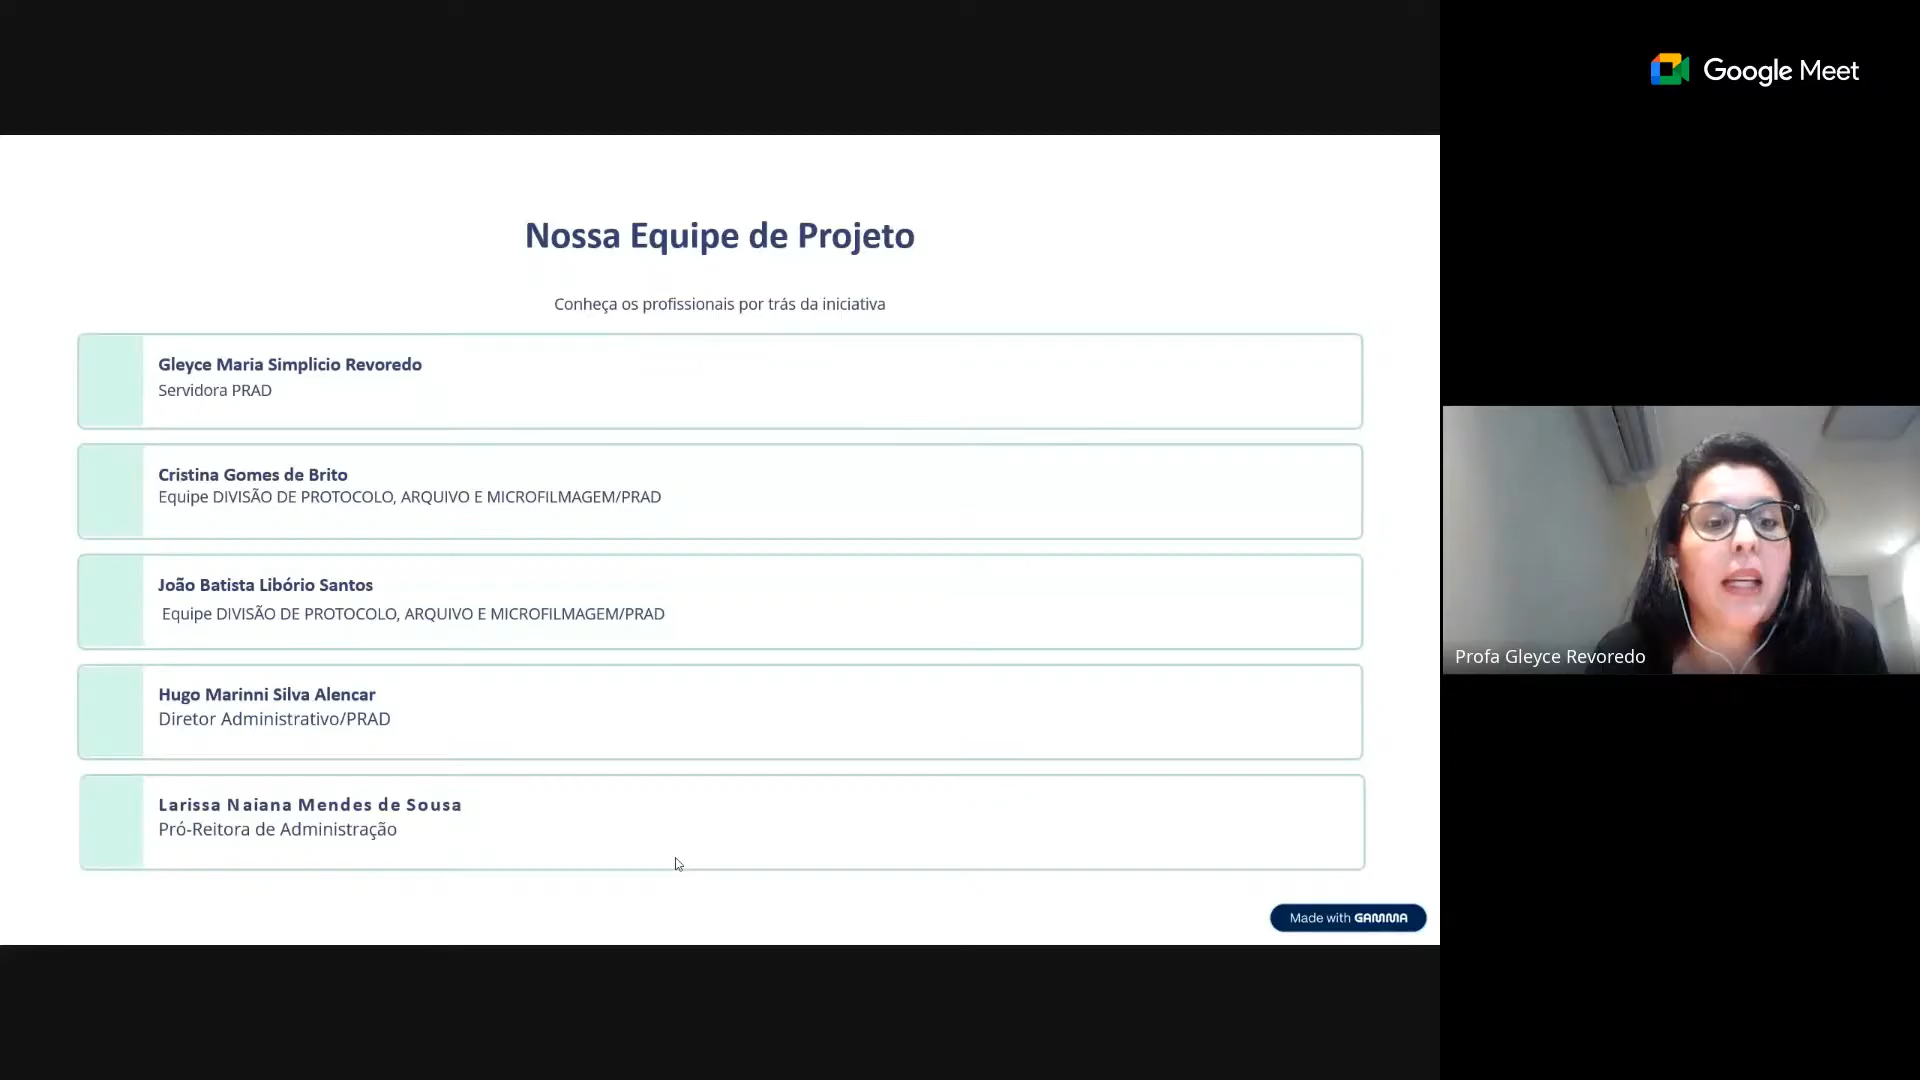 Google Meet
Nossa Equipe de Projeto
Conheça os profissionais por trás da iniciativa
Gleyce Maria Simplicio Revoredo
Servidora PRAD
Cristina Gomes de Brito
Equipe DIVISÃO DE PROTOCOLO, ARQUIVO E MICROFILMAGEM/PRAD
João Batista Libório Santos
Equipe DIVISÃO DE PROTOCOLO, ARQUIVO E MICROFILMAGEM/PRAD
Hugo Marinni Silva Alencar
Diretor Administrativo/PRAD
Larissa Naiana Mendes de Sousa
Pró-Reitora de Administração
Made with GAMMA
Profa Gleyce Revoredo